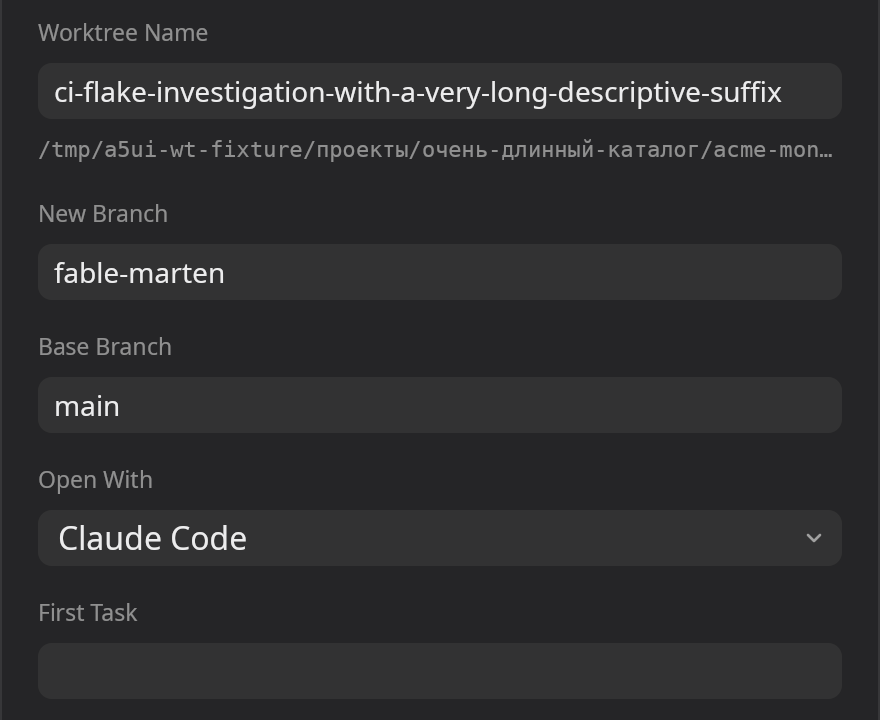 Worktree Name
ci-flake-investigation-with-a-very-long-descriptive-suffix
/tmp/a5ui-wt-fixture/проекты/очень-длинный-каталог/acme-mon…
New Branch
fable-marten
Base Branch
main
Open With
Claude Code
First Task